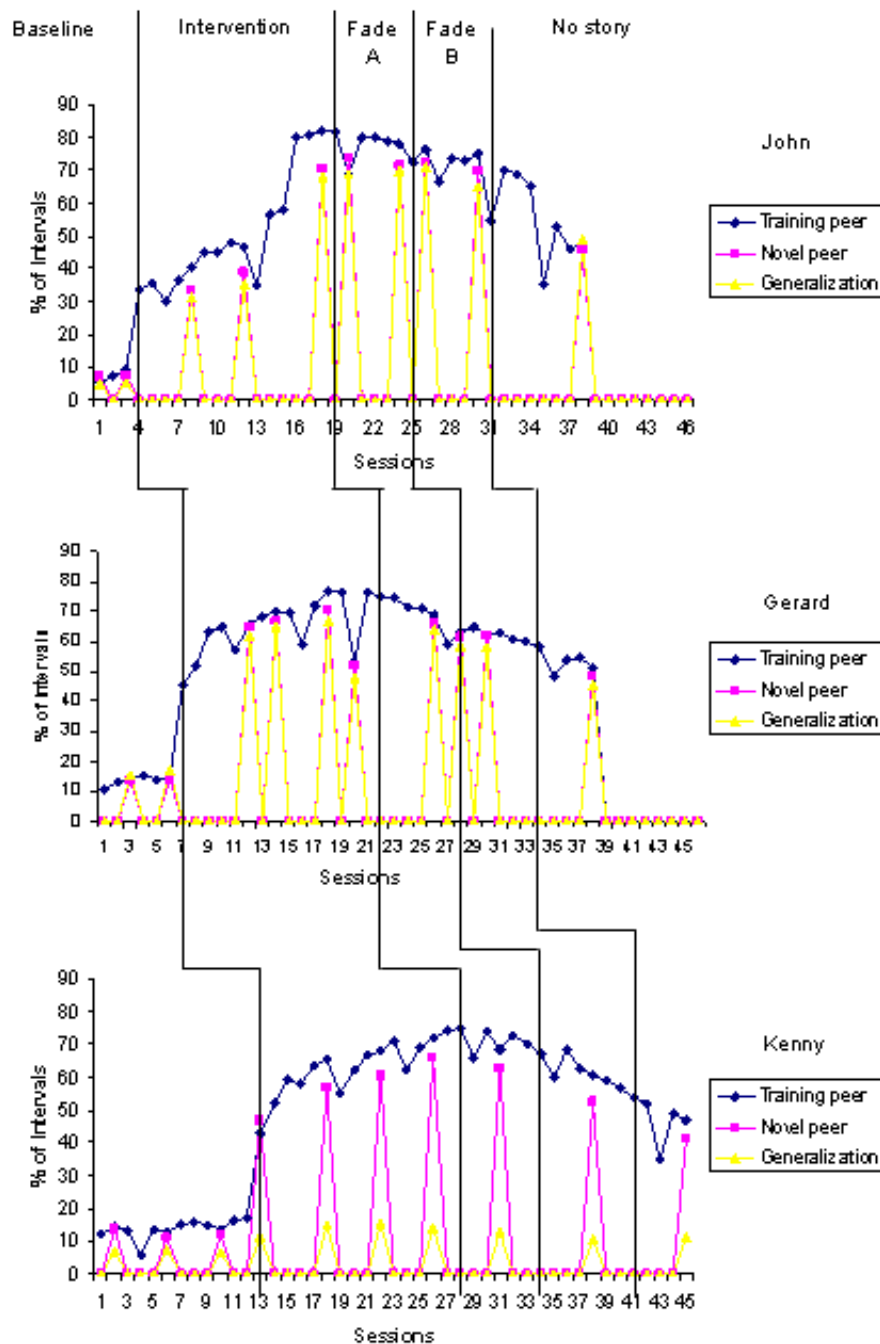 Baseline Intervention Fade A Fade B No story
90
80
70
60
50
40
30
20
10
0
% of Intervals
1 4 7 10 13 16 19 22 25 28 31 34 37 40 43 46
Sessions
John
Training peer
Novel peer
Generalization
90
80
70
60
50
40
30
20
10
0
% of Intervals
1 3 5 7 9 11 13 15 17 19 21 23 25 27 29 31 33 35 37 39 41 43 45
Sessions
Gerard
Training peer
Novel peer
Generalization
90
80
70
60
50
40
30
20
10
0
% of Intervals
1 3 5 7 9 11 13 15 17 19 21 23 25 27 29 31 33 35 37 39 41 43 45
Sessions
Kenny
Training peer
Novel peer
Generalization